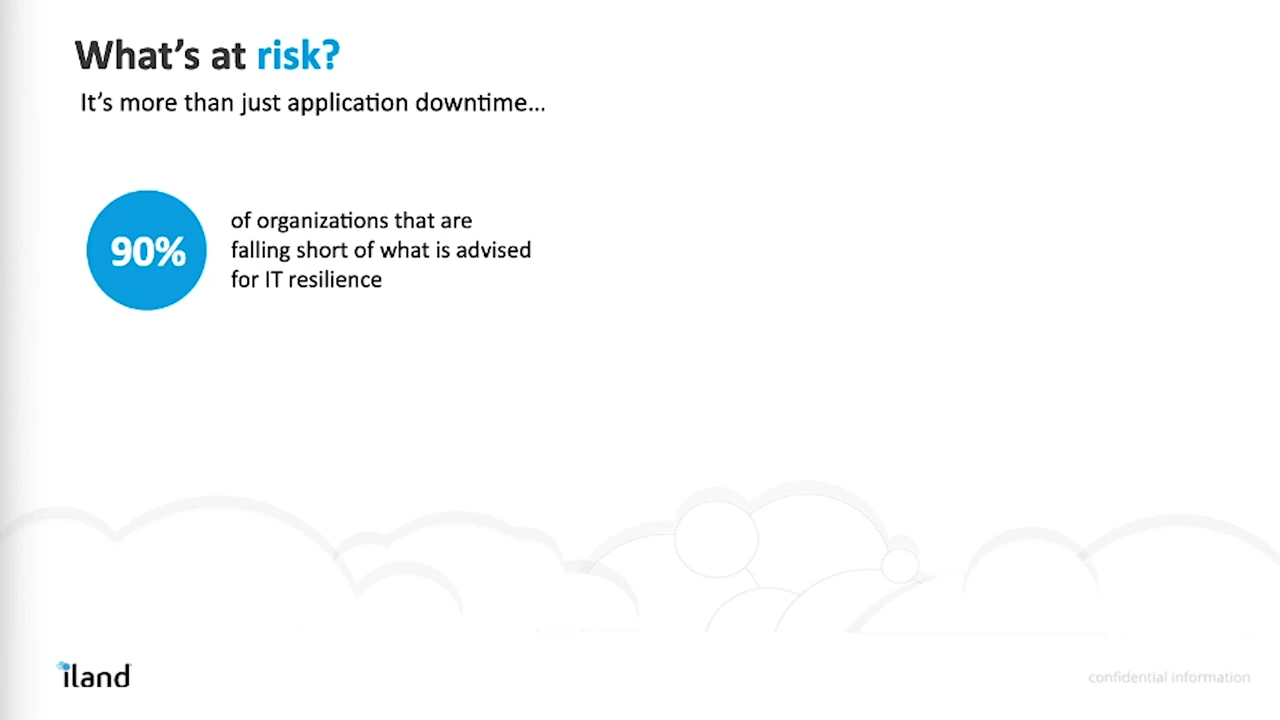 What's at risk?
It's more than just application downtime...
90%
of organizations that are
falling short of what is advised
for IT resilience
iland
confidential information